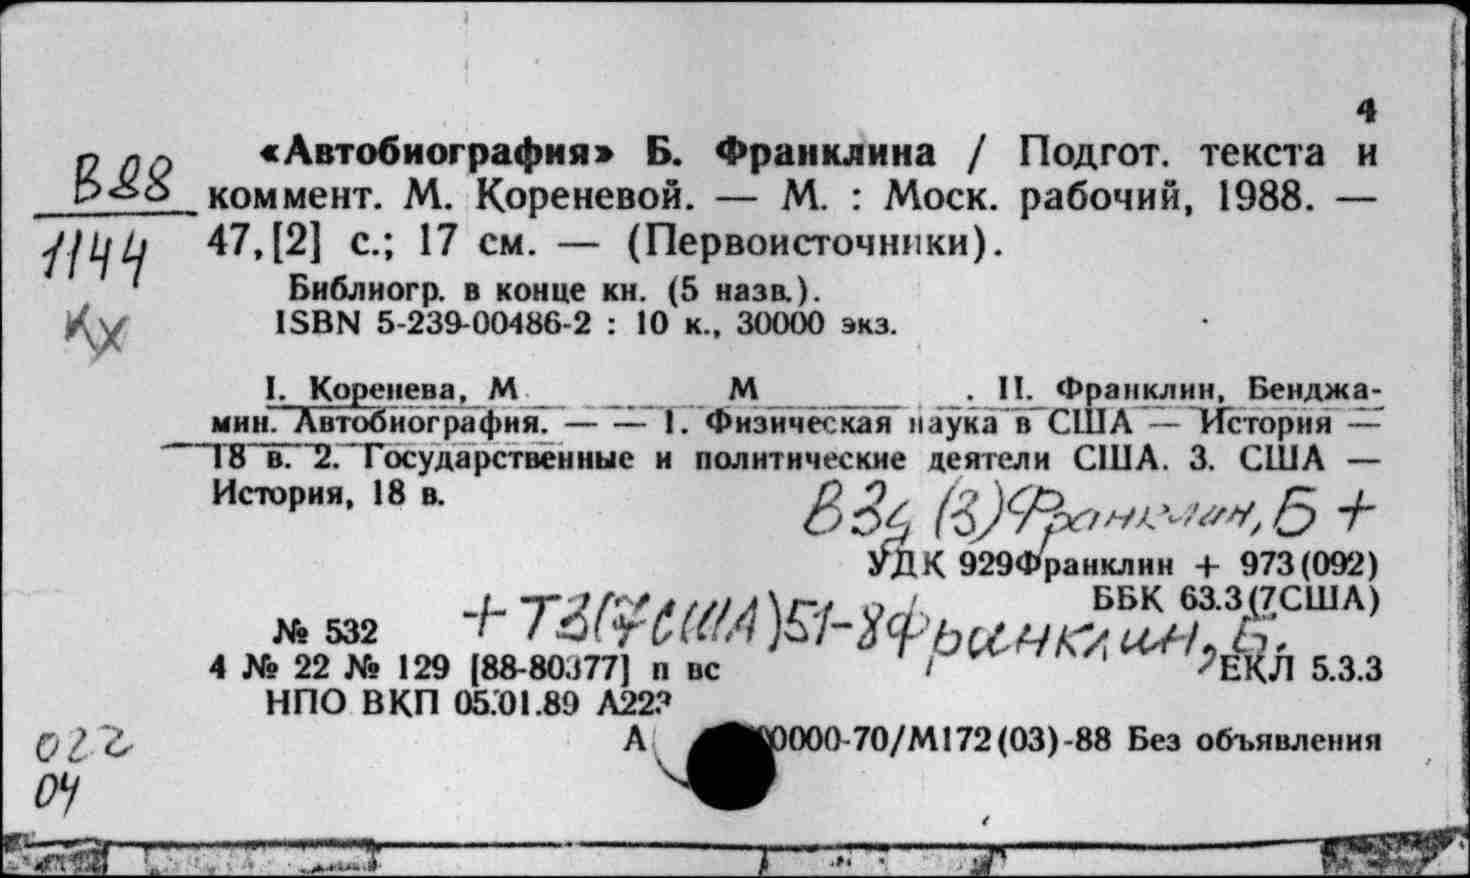 4
«Автобиография» Б. Франклина / Подгот. текста и
В88 коммент. М. Кореневой. — М. : Моск. рабочий, 1988. —
1144 47,[2] с.; 17 см. — (Первоисточники).
Библиогр. в конце кн. (5 назв.).
Кх ISBN 5-239-00486-2 : 10 к., 30000 экз.
I. Коренева, М М . II. Франклин, Бенджа-
мин. Автобиография. — — 1. Физическая наука в США — История —
18 в. 2. Государственные и политические деятели США. 3. США —
История, 18 в.
В3д (3) Франклин, Б +
УДК 929Франклин + 973(092)
ББК 63.3(7США)
+ Т3(7США)51-8Франклин, Б.
№ 532
4 № 22 № 129 [88-80377] п вс ЕКЛ 5.3.3
НПО ВКП 05.01.89 А22?
А 0000-70/М172(03)-88 Без объявления
022
04